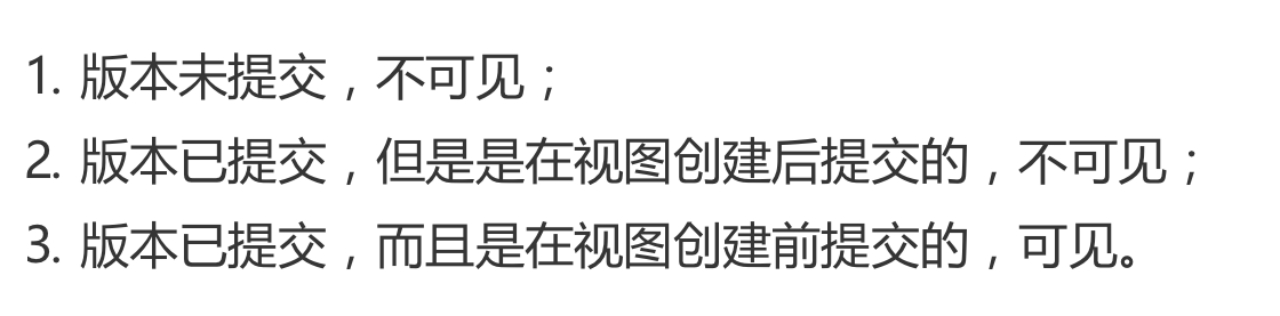 1. 版本未提交，不可见；
2. 版本已提交，但是是在视图创建后提交的，不可见；
3. 版本已提交，而且是在视图创建前提交的，可见。